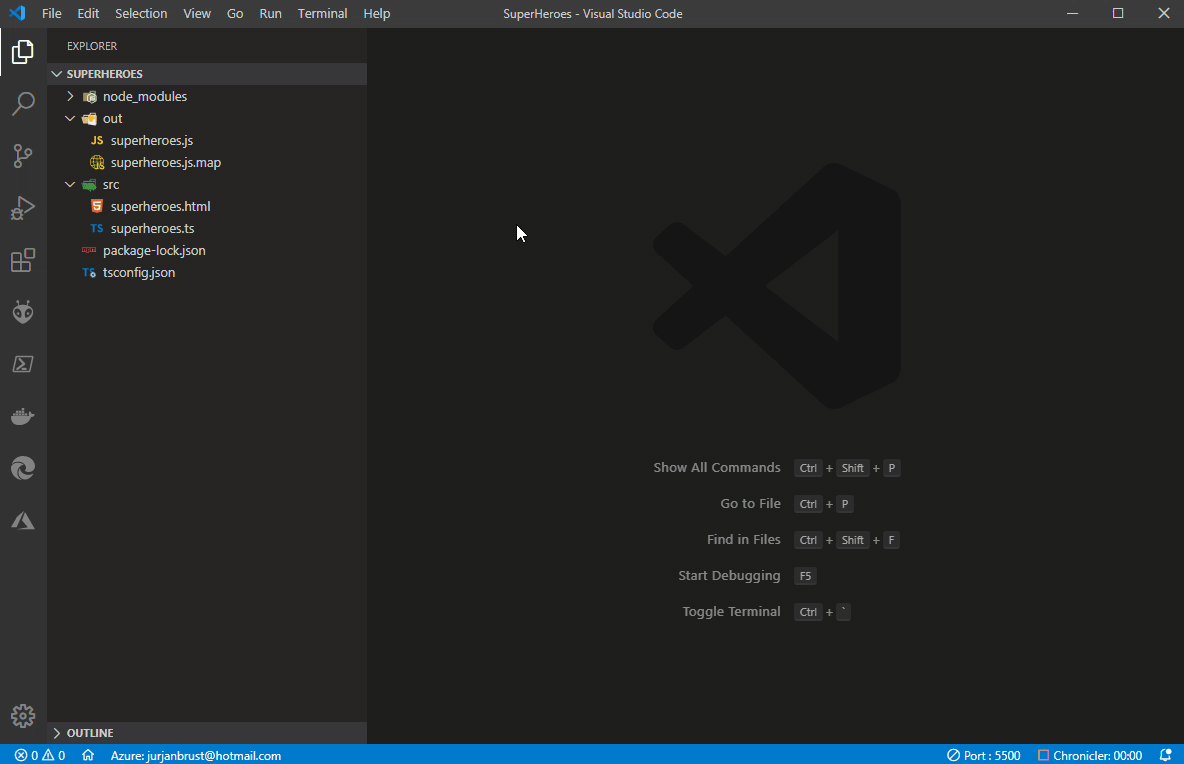 File Edit Selection View Go Run Terminal Help SuperHeroes - Visual Studio Code
EXPLORER
SUPERHEROES
node_modules
out
JS superheroes.js
superheroes.js.map
src
superheroes.html
TS superheroes.ts
package-lock.json
TS tsconfig.json
Show All Commands Ctrl + Shift + P
Go to File Ctrl + P
Find in Files Ctrl + Shift + F
Start Debugging F5
Toggle Terminal Ctrl + `
OUTLINE
0 0 Azure: jurjanbrust@hotmail.com Port : 5500 Chronicler: 00:00